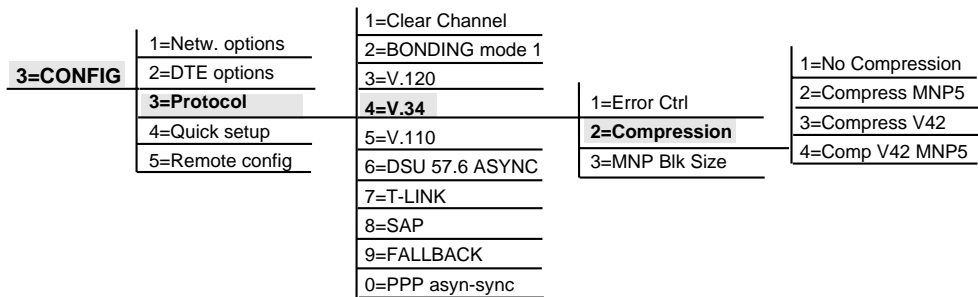 3=CONFIG
1=Netw. options
2=DTE options
3=Protocol
4=Quick setup
5=Remote config
1=Clear Channel
2=BONDING mode 1
3=V.120
4=V.34
5=V.110
6=DSU 57.6 ASYNC
7=T-LINK
8=SAP
9=FALLBACK
0=PPP asyn-sync
1=Error Ctrl
2=Compression
3=MNP Blk Size
1=No Compression
2=Compress MNP5
3=Compress V42
4=Comp V42 MNP5